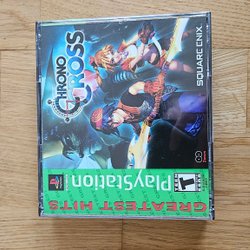 CHRONO
CROSS
SQUARE ENIX
PlayStation
GREATEST HITS
T